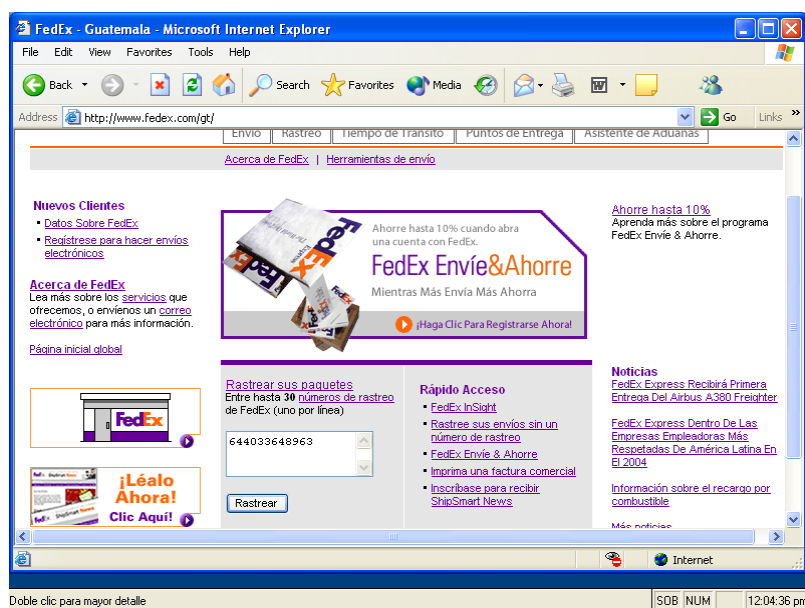 FedEx - Guatemala - Microsoft Internet Explorer
File Edit View Favorites Tools Help
Back Search Favorites Media
Address http://www.fedex.com/gt/ Go Links »
Envío Rastreo Tiempo de Tránsito Puntos de Entrega Asistente de Aduanas
Acerca de FedEx | Herramientas de envío
Nuevos Clientes
Datos Sobre FedEx
Regístrese para hacer envíos
electrónicos
Acerca de FedEx
Lea más sobre los servicios que
ofrecemos, o envíenos un correo
electrónico para más información.
Página inicial global
FedEx
¡Léalo
Ahora!
Clic Aquí!
FedEx
Express
FedEx
FedEx
Ahorre hasta 10% cuando abra
una cuenta con FedEx.
FedEx Envíe&Ahorre
Mientras Más Envía Más Ahorra
¡Haga Clic Para Registrarse Ahora!
Rastrear sus paquetes
Entre hasta 30 números de rastreo
de FedEx (uno por línea)
644033648963
Rastrear
Rápido Acceso
FedEx InSight
Rastree sus envíos sin un
número de rastreo
FedEx Envíe & Ahorre
Imprima una factura comercial
Inscríbase para recibir
ShipSmart News
Ahorre hasta 10%
Aprenda más sobre el programa
FedEx Envíe & Ahorre.
Noticias
FedEx Express Recibirá Primera
Entrega Del Airbus A380 Freighter
FedEx Express Dentro De Las
Empresas Empleadoras Más
Respetadas De América Latina En
El 2004
Información sobre el recargo por
combustible
Más noticias
Internet
Doble clic para mayor detalle SOB NUM 12:04:36 pm